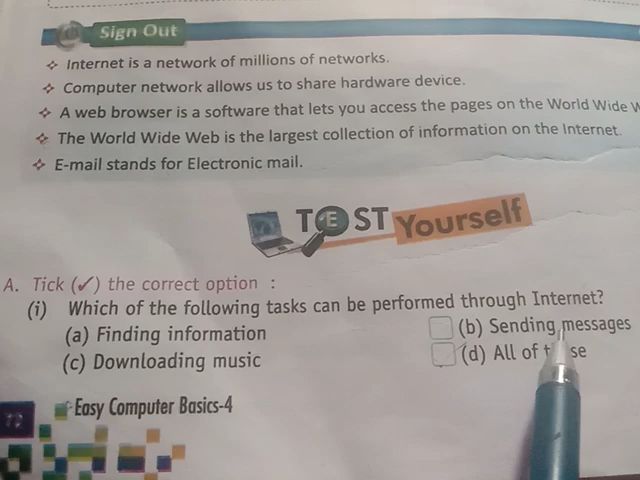 Sign Out
Internet is a network of millions of networks.
Computer network allows us to share hardware device.
A web browser is a software that lets you access the pages on the World Wide W
The World Wide Web is the largest collection of information on the Internet.
E-mail stands for Electronic mail.
TEST Yourself
A. Tick (✓) the correct option :
(i) Which of the following tasks can be performed through Internet?
(a) Finding information
(b) Sending messages
(c) Downloading music
(d) All of
Easy Computer Basics-4